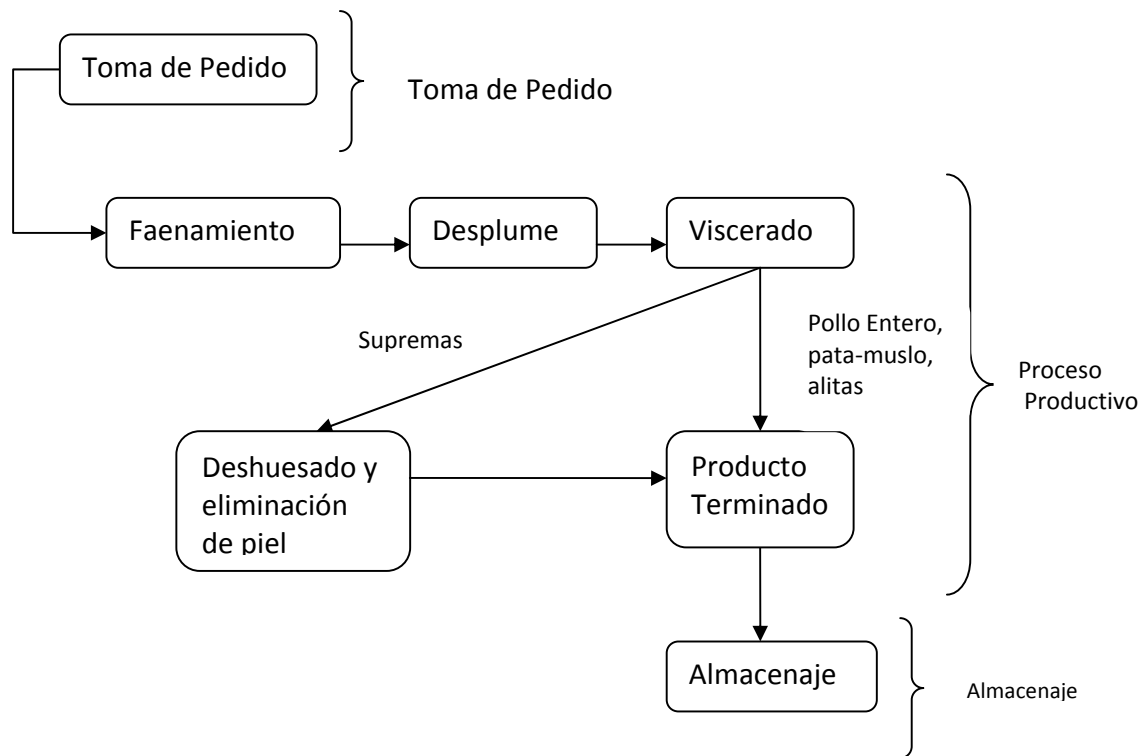 Toma de Pedido
Toma de Pedido
Faenamiento
Desplume
Viscerado
Supremas
Pollo Entero,
pata-muslo,
alitas
Proceso
Productivo
Deshuesado y
eliminación
de piel
Producto
Terminado
Almacenaje
Almacenaje